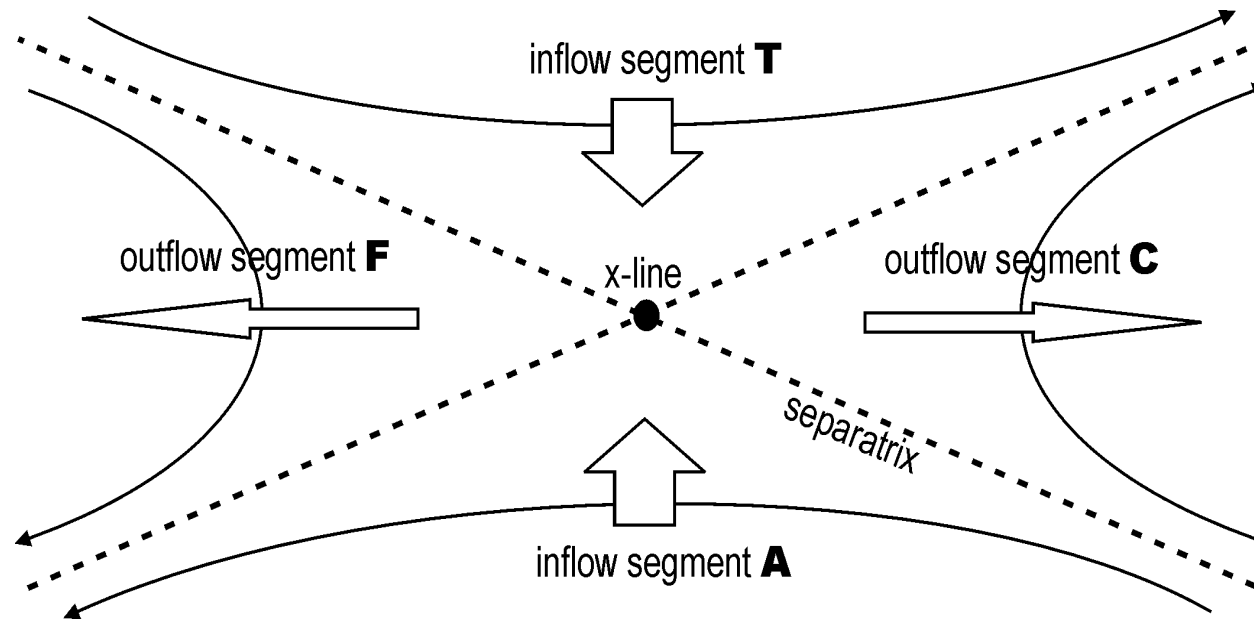 inflow segment T
outflow segment F
x-line
outflow segment C
separatrix
inflow segment A